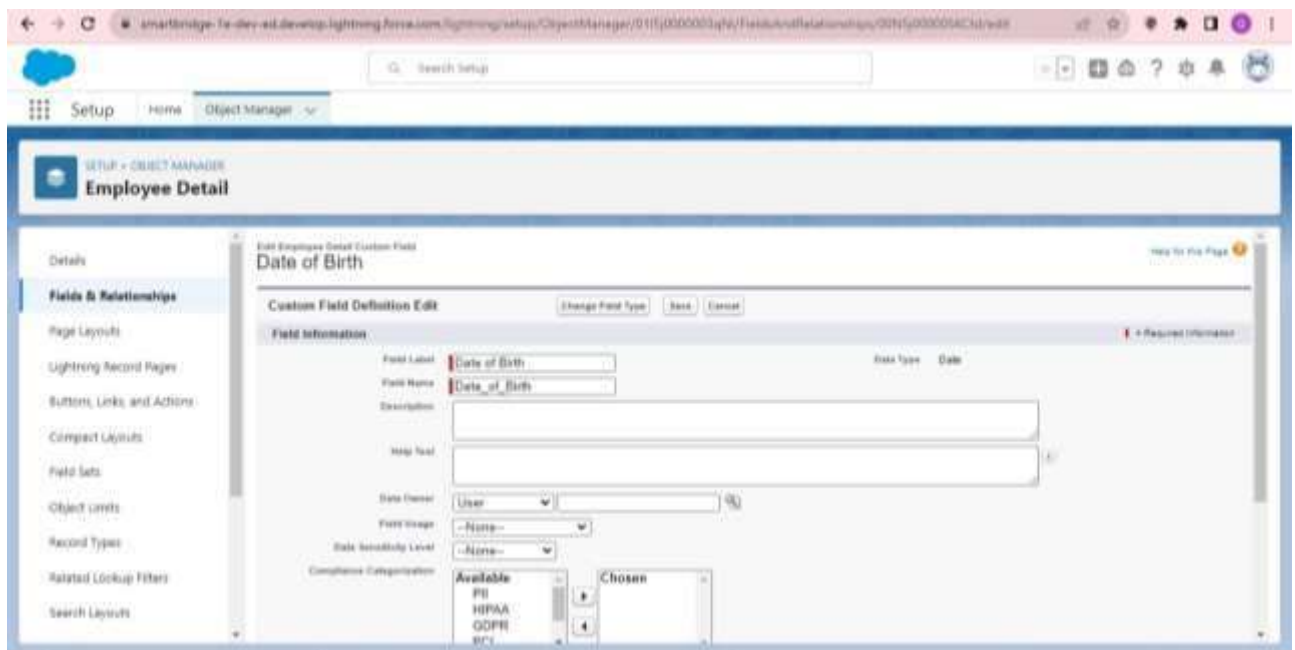 Search Setup
Setup Home Object Manager
SETUP > OBJECT MANAGER
Employee Detail
Details
Fields & Relationships
Page Layouts
Lightning Record Pages
Buttons, Links, and Actions
Compact Layouts
Field Sets
Object Limits
Record Types
Related Lookup Filters
Search Layouts
Edit Employee Detail Custom Field
Date of Birth
Help for this Page
Custom Field Definition Edit
Change Field Type Save Cancel
Field Information
= Required Information
Field Label Date of Birth
Data Type Date
Field Name Date_of_Birth
Description
Help Text
Data Owner User
Field Usage --None--
Data Sensitivity Level --None--
Compliance Categorization
Available Chosen
PII
HIPAA
GDPR
PCI